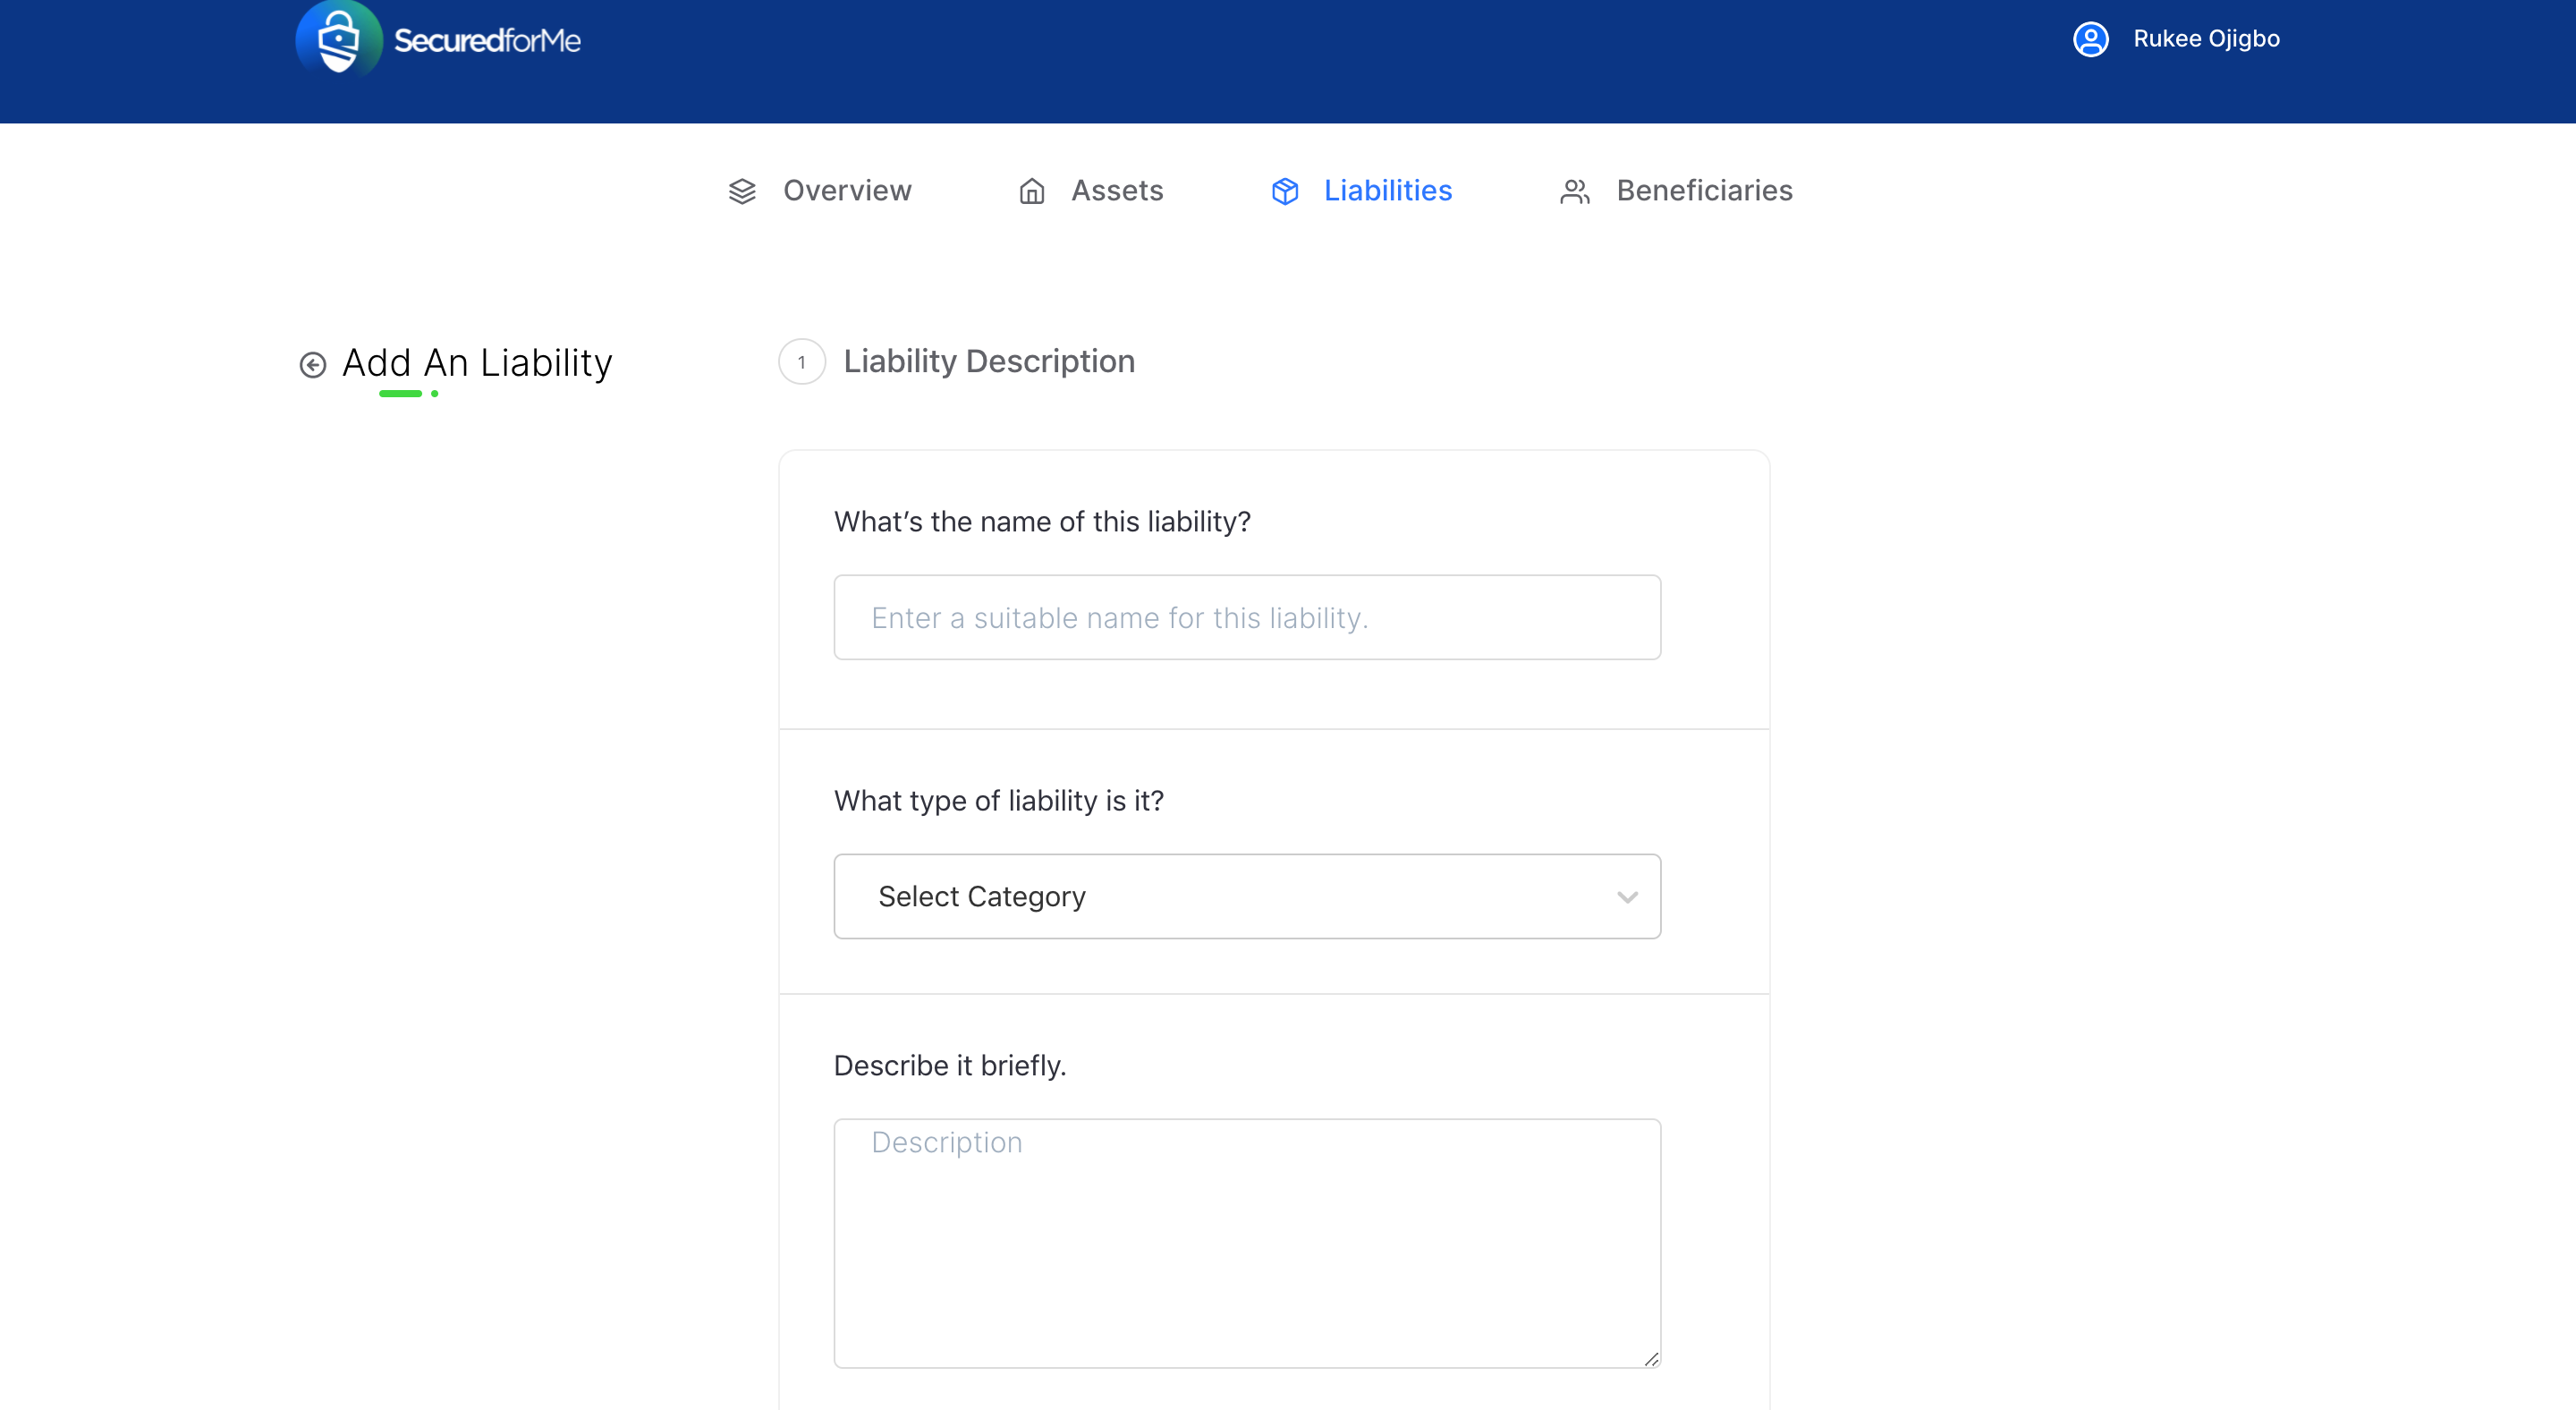 SecuredforMe
Rukee Ojigbo
Overview
Assets
Liabilities
Beneficiaries
Add An Liability
1
Liability Description
What’s the name of this liability?
Enter a suitable name for this liability.
What type of liability is it?
Select Category
Describe it briefly.
Description